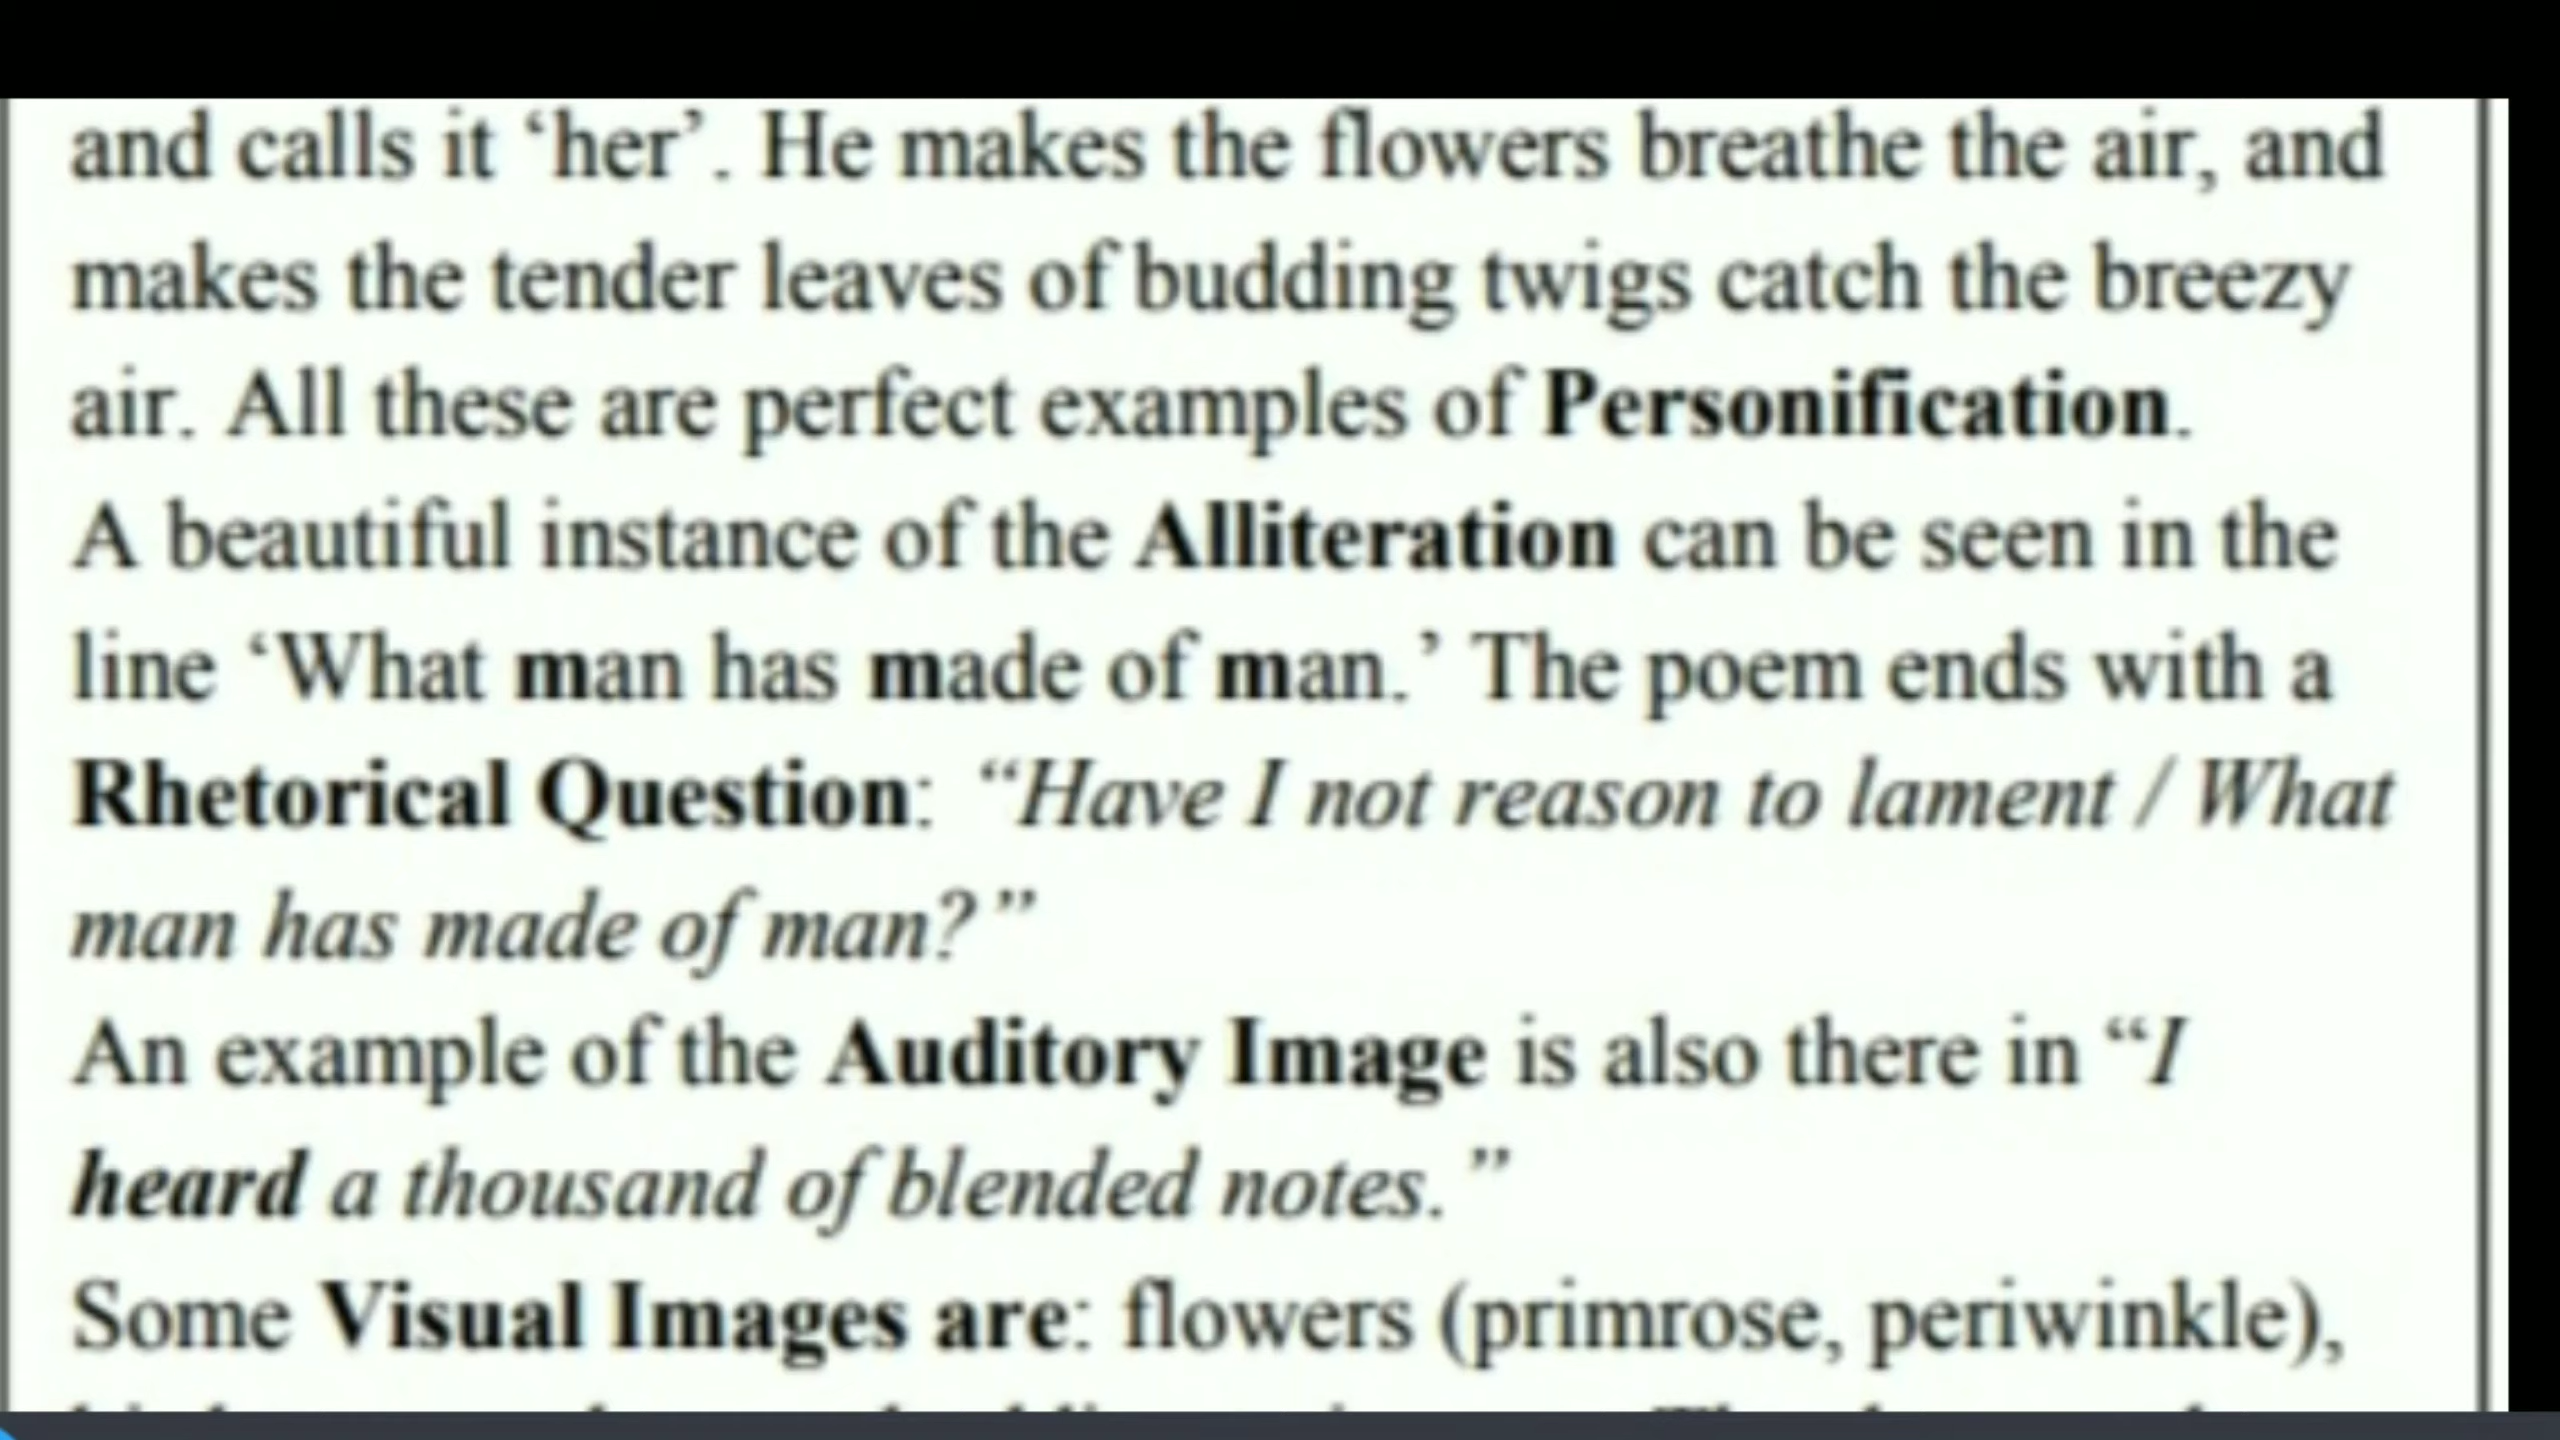 and calls it ‘her’. He makes the flowers breathe the air, and
makes the tender leaves of budding twigs catch the breezy
air. All these are perfect examples of Personification.
A beautiful instance of the Alliteration can be seen in the
line ‘What man has made of man.’ The poem ends with a
Rhetorical Question: “Have I not reason to lament / What
man has made of man?”
An example of the Auditory Image is also there in “I
heard a thousand of blended notes.”
Some Visual Images are: flowers (primrose, periwinkle),